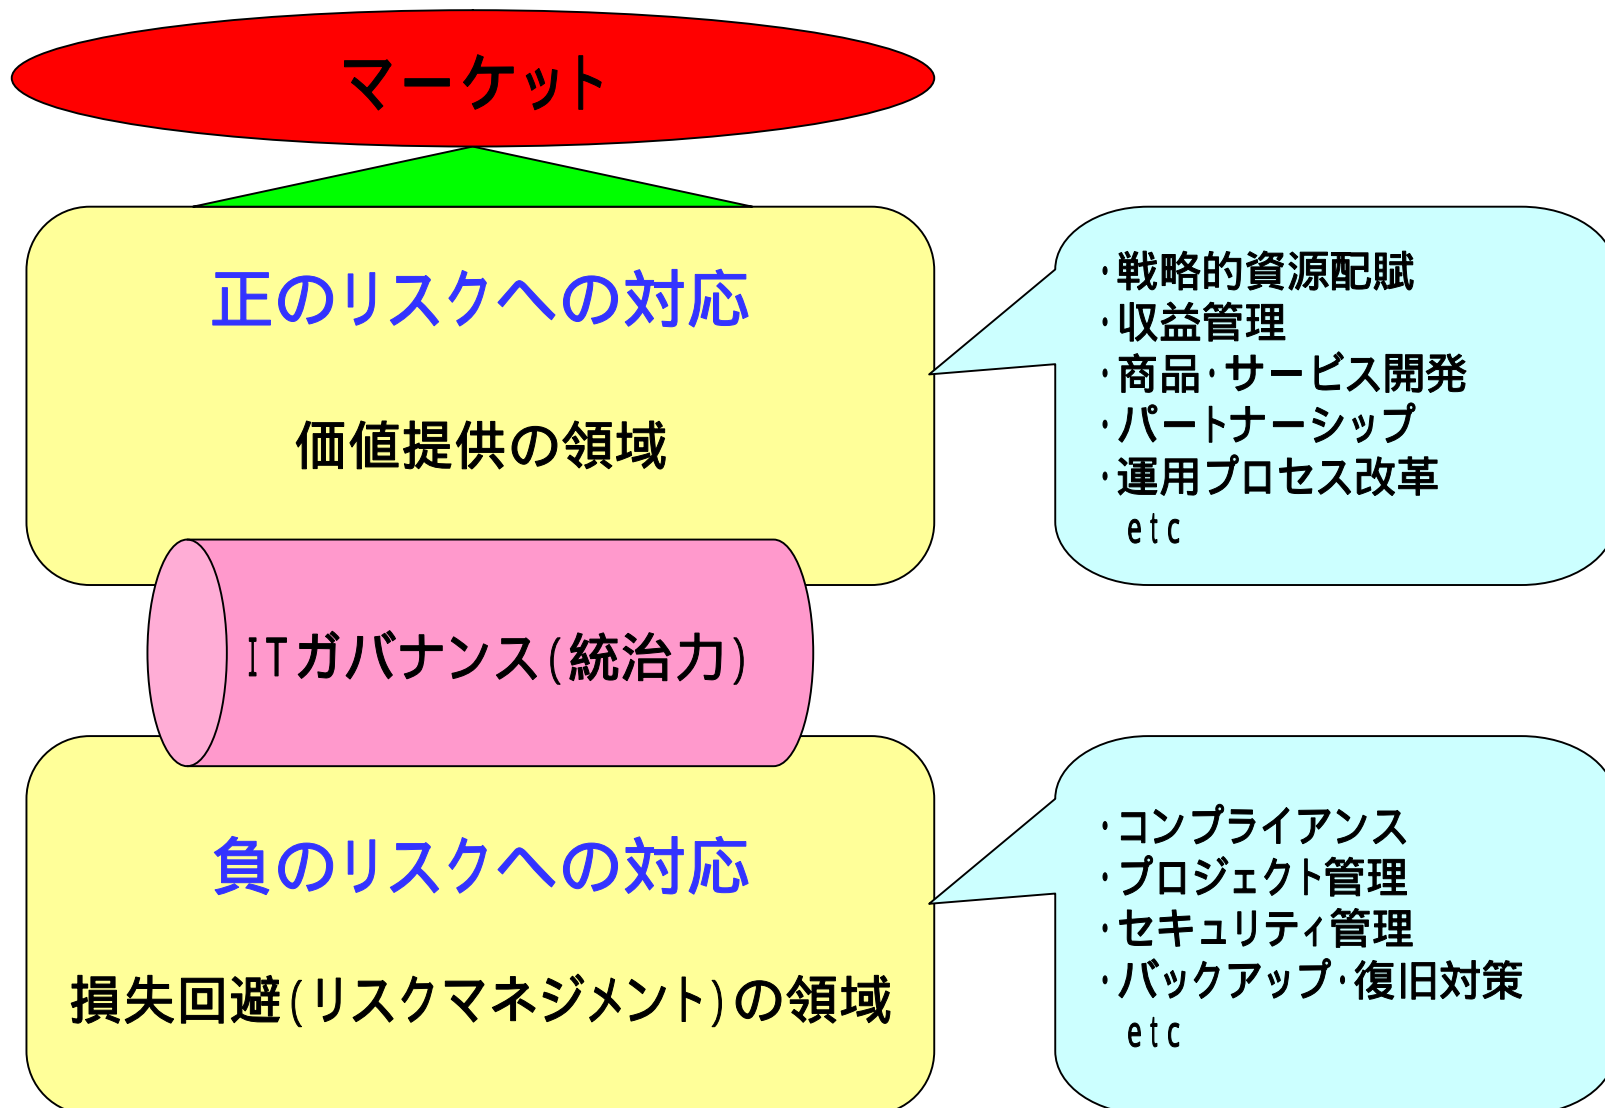 マーケット
正のリスクへの対応
価値提供の領域
・戦略的資源配賦
・収益管理
・商品・サービス開発
・パートナーシップ
・運用プロセス改革
etc
ITガバナンス(統治力)
負のリスクへの対応
損失回避(リスクマネジメント)の領域
・コンプライアンス
・プロジェクト管理
・セキュリティ管理
・バックアップ・復旧対策
etc